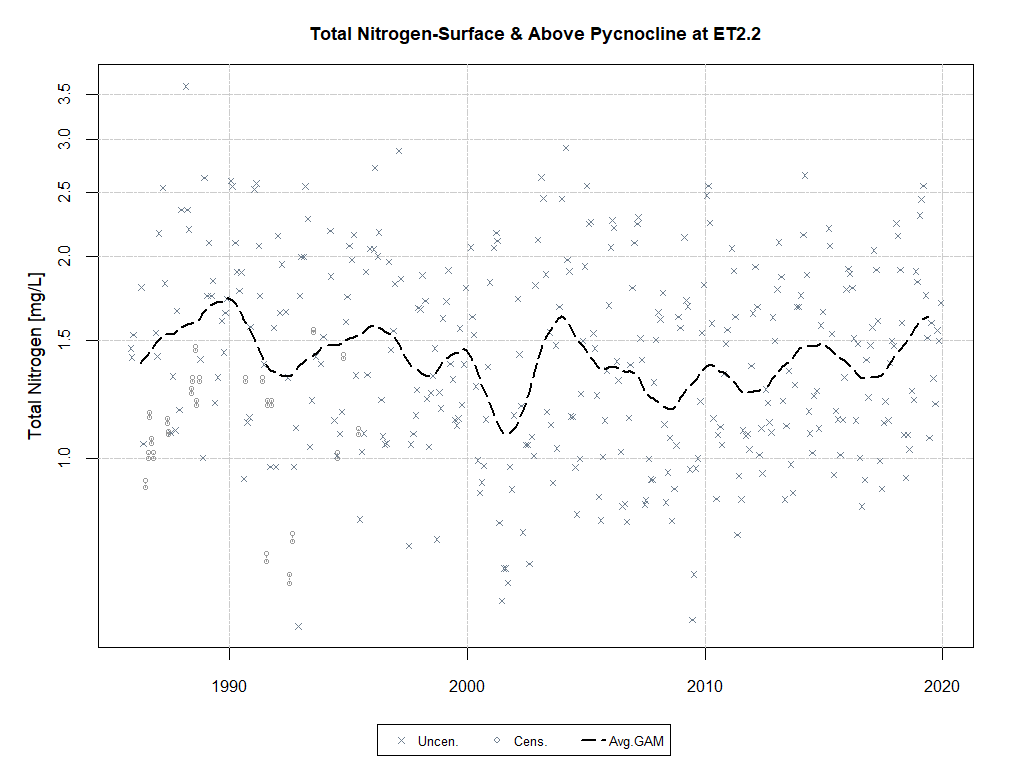 Total Nitrogen-Surface & Above Pycnocline at ET2.2
Total Nitrogen [mg/L]
3.5
3.0
2.5
2.0
1.5
1.0
1990 2000 2010 2020
Uncen. Cens. Avg.GAM